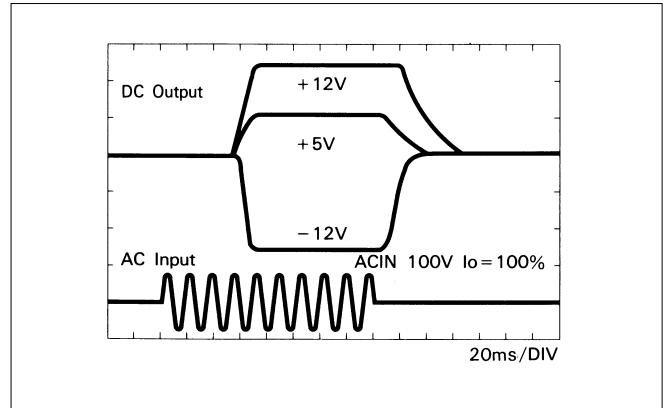 DC Output
+12V
+5V
−12V
AC Input
ACIN 100V Io=100%
20ms/DIV